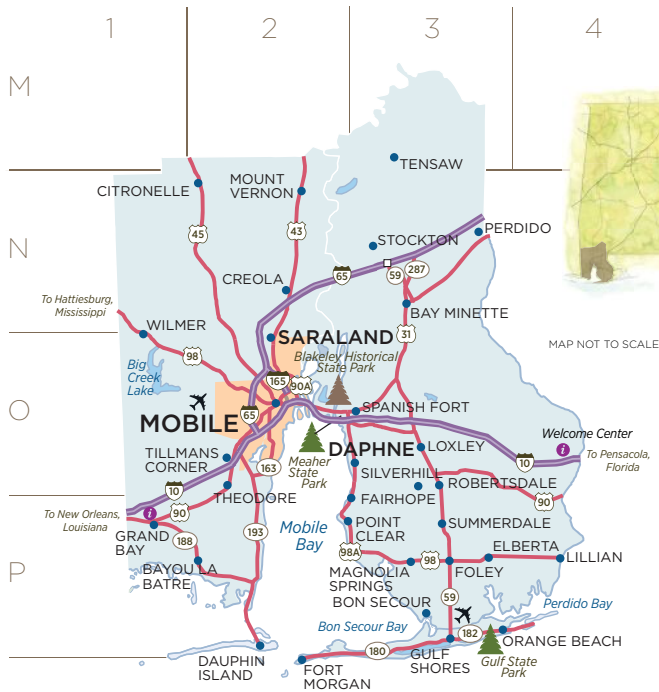 1
2
3
4
M
TENSAW
CITRONELLE
MOUNT
VERNON
N
45
43
STOCKTON
PERDIDO
65
59
287
CREOLA
To Hattiesburg,
Mississippi
BAY MINETTE
WILMER
31
SARALAND
98
Blakeley Historical
State Park
MAP NOT TO SCALE
Big
Creek
Lake
165
90A
O
MOBILE
65
SPANISH FORT
TILLMANS
CORNER
Meaher
State
Park
DAPHNE
LOXLEY
Welcome Center
i
10
To Pensacola,
Florida
163
SILVERHILL
ROBERTSDALE
10
THEODORE
FAIRHOPE
90
To New Orleans,
Louisiana
i
90
GRAND
BAY
188
193
Mobile
Bay
POINT
CLEAR
SUMMERDALE
98A
ELBERTA
P
BAYOU LA
BATRE
MAGNOLIA
SPRINGS
98
FOLEY
LILLIAN
BON SECOUR
59
Perdido Bay
Bon Secour Bay
182
ORANGE BEACH
DAUPHIN
ISLAND
180
GULF
SHORES
Gulf State
Park
FORT
MORGAN